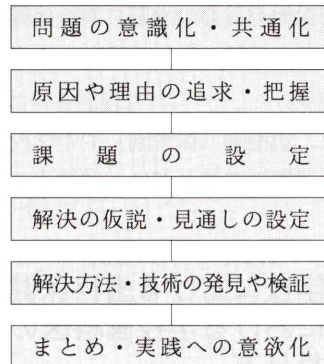 問題の意識化・共通化
原因や理由の追求・把握
課題の設定
解決の仮説・見通しの設定
解決方法・技術の発見や検証
まとめ・実践への意欲化